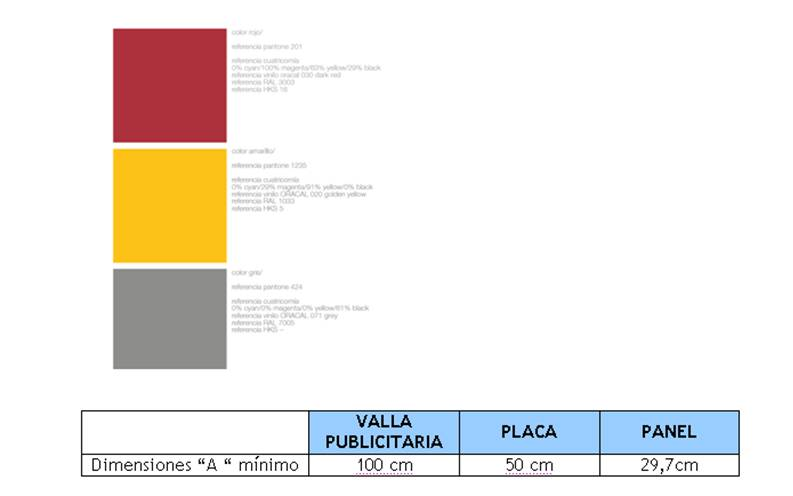 color rojo/
referencia pantone 201
referencia cuatricomía
0% cyan/100% magenta/63% yellow/29% black
referencia vinilo oracal 030 dark red
referencia RAL 3003
referencia HKS 16
color amarillo/
referencia pantone 1235
referencia cuatricomía
0% cyan/29% magenta/91% yellow/0% black
referencia vinilo ORACAL 020 golden yellow
referencia RAL 1033
referencia HKS 5
color gris/
referencia pantone 424
referencia cuatricomía
0% cyan/0% magenta/0% yellow/61% black
referencia vinilo ORACAL 071 grey
referencia RAL 7005
referencia HKS –
VALLA PUBLICITARIA PLACA PANEL
Dimensiones “A “ mínimo 100 cm 50 cm 29,7cm